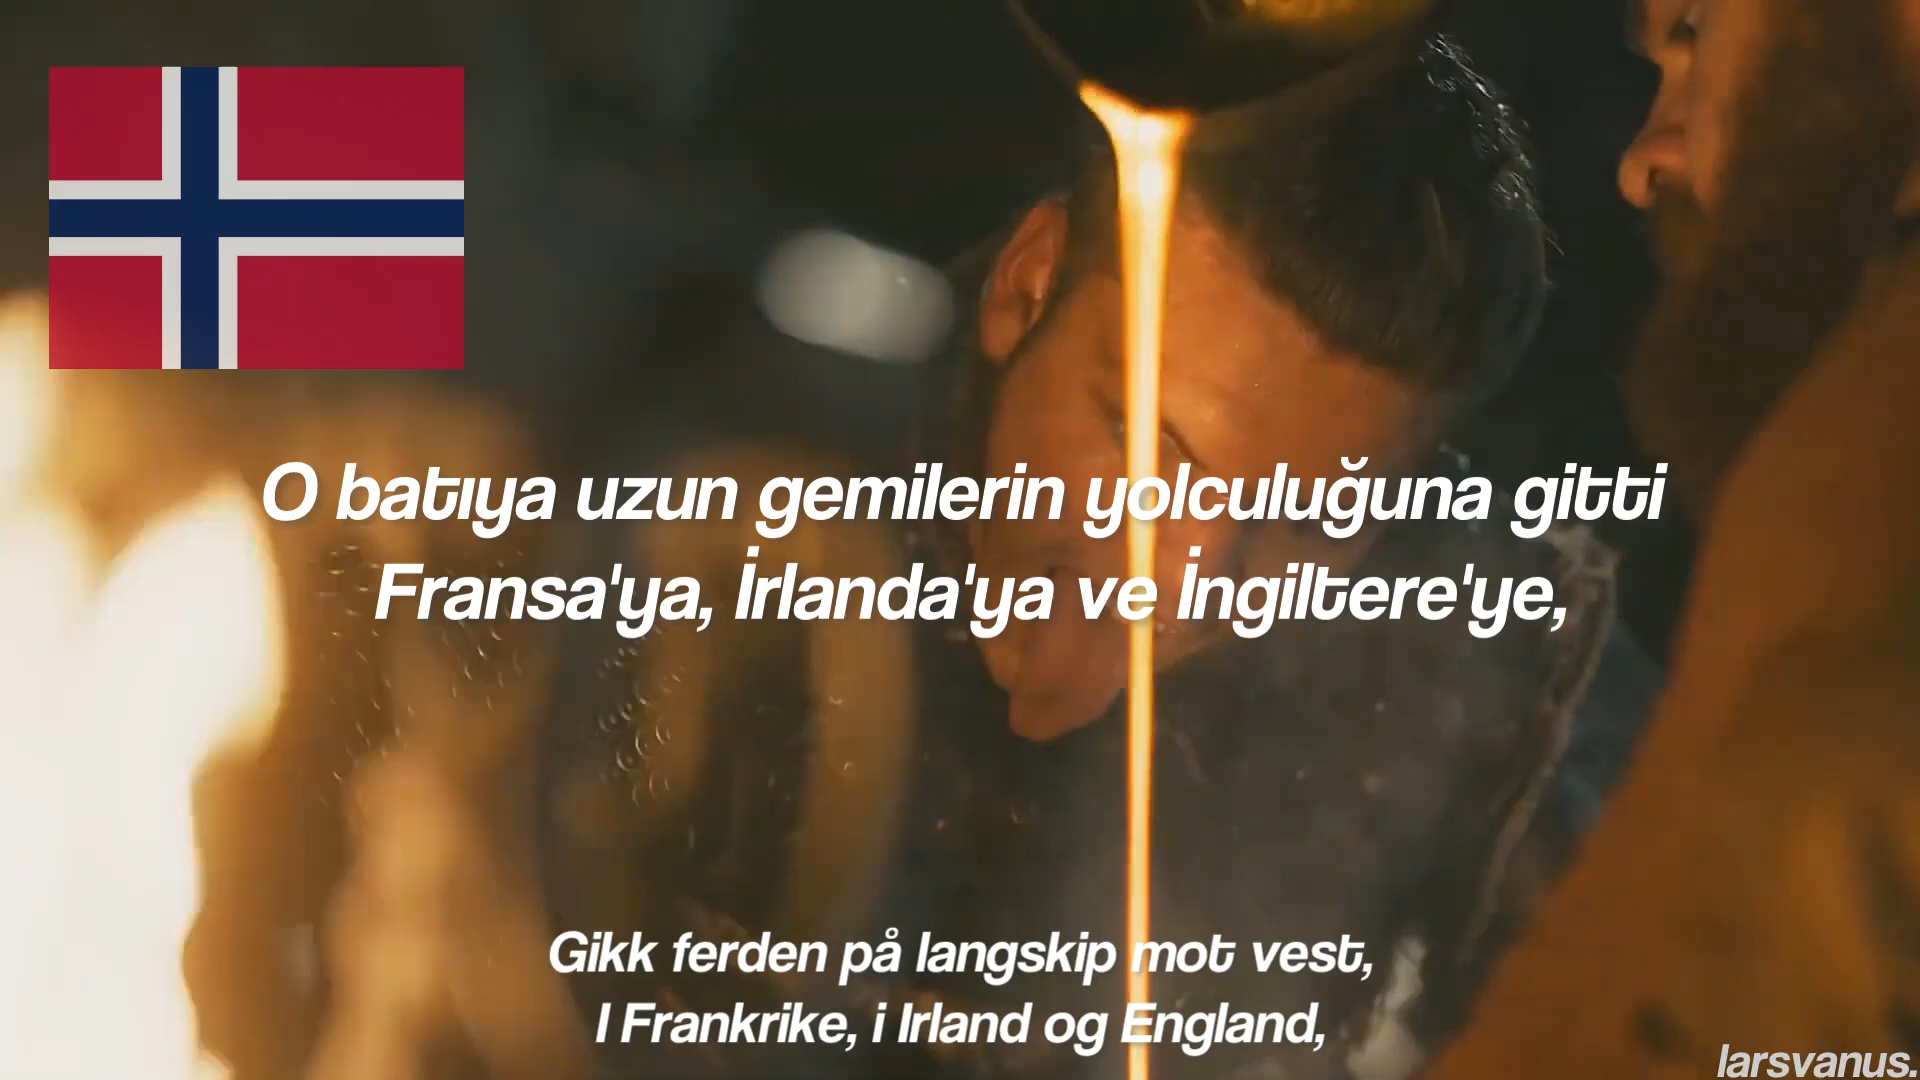 O batıya uzun gemilerin yolculuğuna gitti
Fransa'ya, İrlanda'ya ve İngiltere'ye,
Gikk ferden på langskip mot vest,
I Frankrike, i Irland og England,
larsvanus.